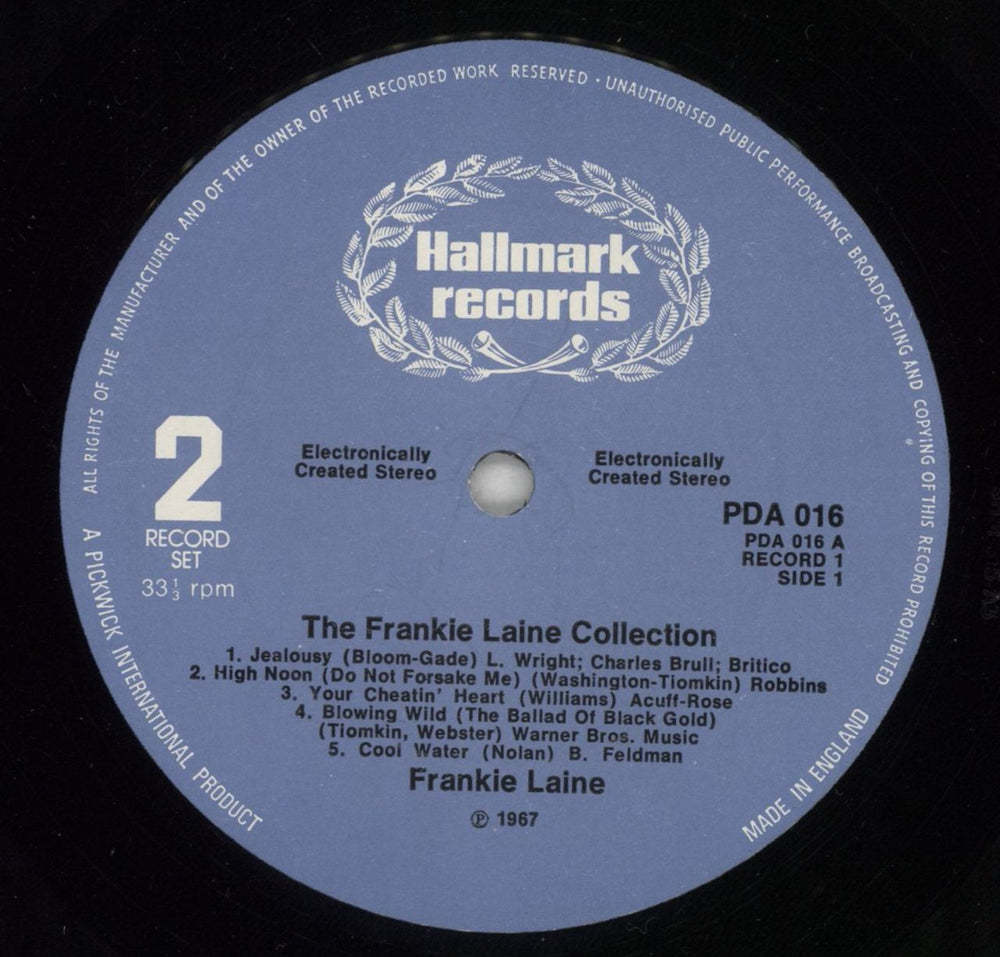 ALL RIGHTS OF THE MANUFACTURER AND OF THE OWNER OF THE RECORDED WORK RESERVED · UNAUTHORISED PUBLIC PERFORMANCE BROADCASTING AND COPYING OF THIS RECORD PROHIBITED
Hallmark
records
2
RECORD
SET
33⅓ rpm
Electronically
Created Stereo
Electronically
Created Stereo
PDA 016
PDA 016 A
RECORD 1
SIDE 1
The Frankie Laine Collection
1. Jealousy (Bloom-Gade) L. Wright; Charles Brull; Britico
2. High Noon (Do Not Forsake Me) (Washington-Tiomkin) Robbins
3. Your Cheatin' Heart (Williams) Acuff-Rose
4. Blowing Wild (The Ballad Of Black Gold)
(Tiomkin, Webster) Warner Bros. Music
5. Cool Water (Nolan) B. Feldman
Frankie Laine
℗ 1967
A PICKWICK INTERNATIONAL PRODUCT
MADE IN ENGLAND